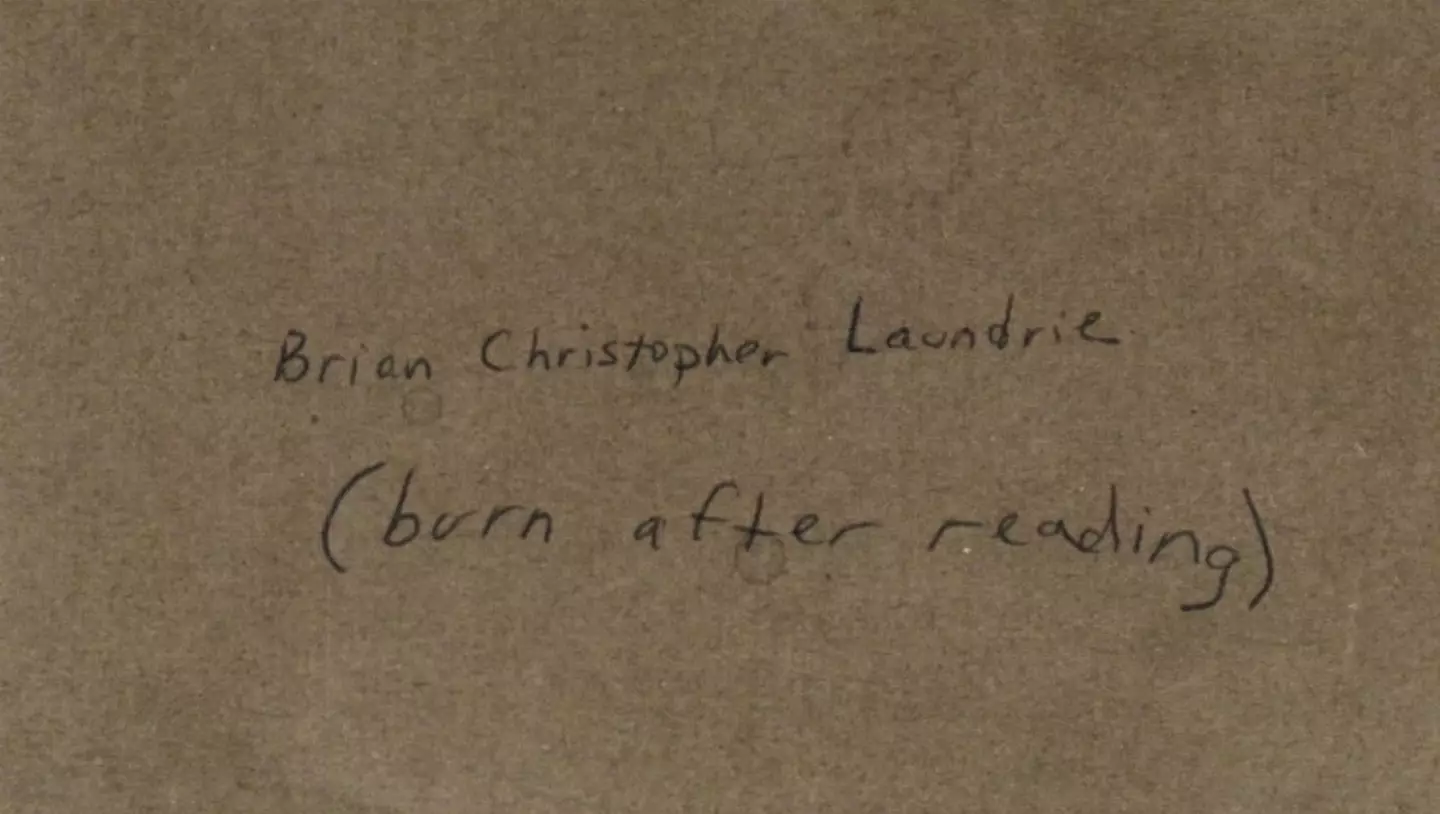 Brian Christopher Laundrie
(burn after reading)